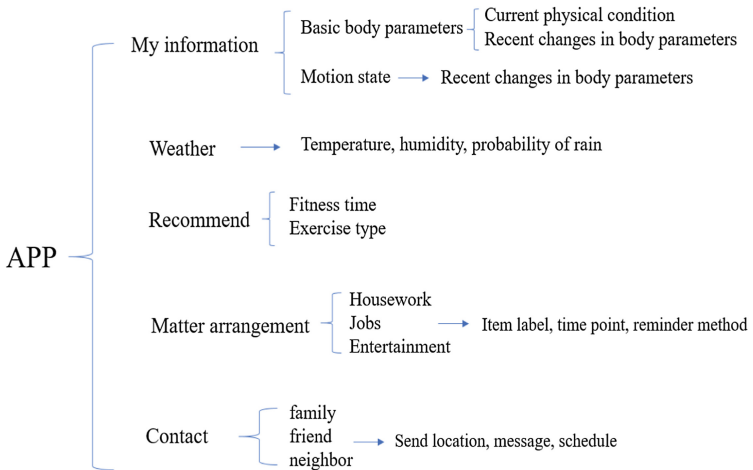 APP
My information
Basic body parameters
Current physical condition
Recent changes in body parameters
Motion state
Recent changes in body parameters
Weather
Temperature, humidity, probability of rain
Recommend
Fitness time
Exercise type
Matter arrangement
Housework
Jobs
Entertainment
Item label, time point, reminder method
Contact
family
friend
neighbor
Send location, message, schedule